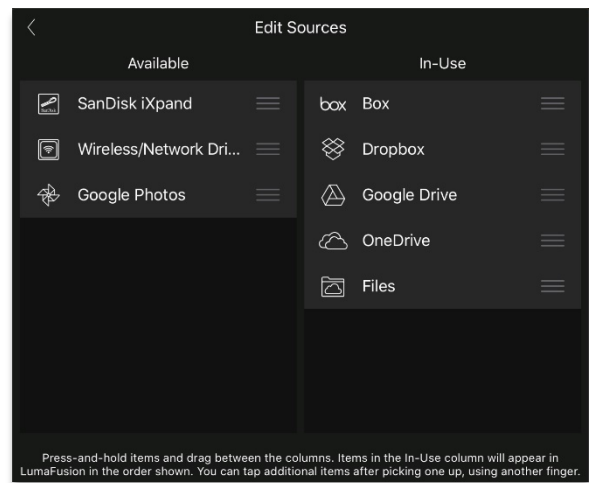 Edit Sources
Available
SanDisk iXpand
Wireless/Network Dri...
Google Photos
In-Use
box Box
Dropbox
Google Drive
OneDrive
Files
Press-and-hold items and drag between the columns. Items in the In-Use column will appear in
LumaFusion in the order shown. You can tap additional items after picking one up, using another finger.